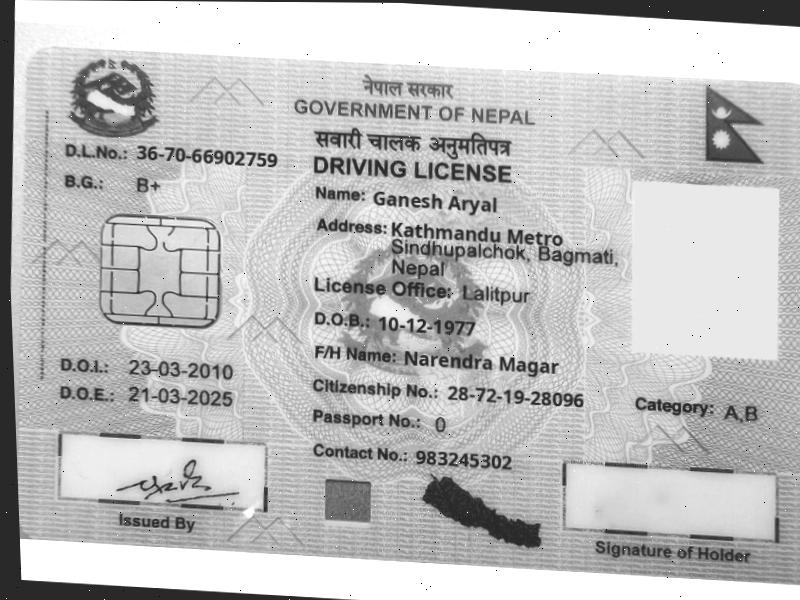 नेपाल सरकार
GOVERNMENT OF NEPAL
सवारी चालक अनुमतिपत्र
DRIVING LICENSE
D.L.No.: 36-70-66902759
B.G.: B+
Name: Ganesh Aryal
Address: Kathmandu Metro
Sindhupalchok, Bagmati,
Nepal
License Office: Lalitpur
D.O.B.: 10-12-1977
F/H Name: Narendra Magar
D.O.I.: 23-03-2010
D.O.E.: 21-03-2025
Citizenship No.: 28-72-19-28096
Category: A,B
Passport No.: 0
Contact No.: 983245302
Issued By
Signature of Holder